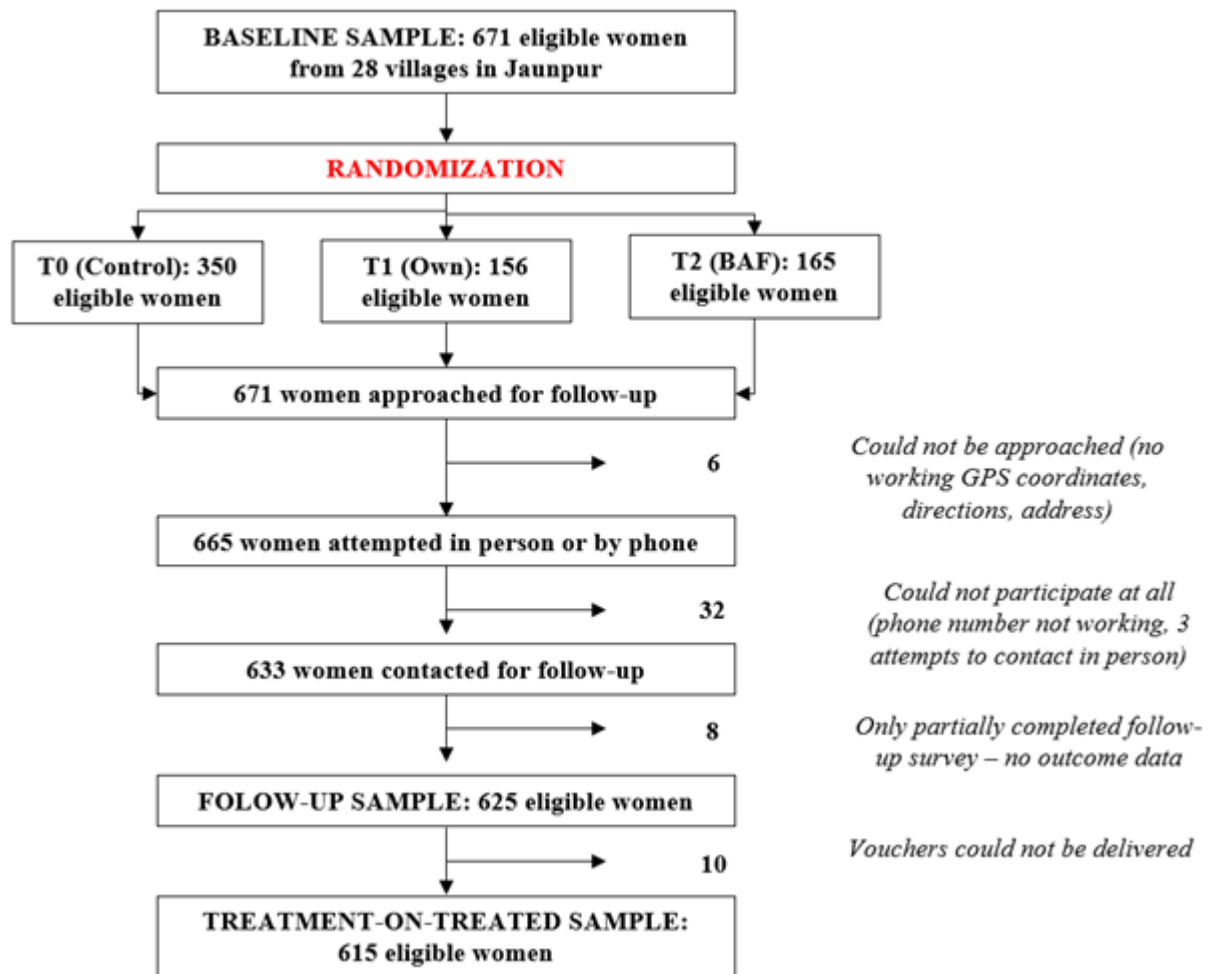 BASELINE SAMPLE: 671 eligible women
from 28 villages in Jaunpur
RANDOMIZATION
T0 (Control): 350
eligible women
T1 (Own): 156
eligible women
T2 (BAF): 165
eligible women
671 women approached for follow-up
6
Could not be approached (no
working GPS coordinates,
directions, address)
665 women attempted in person or by phone
32
Could not participate at all
(phone number not working, 3
attempts to contact in person)
633 women contacted for follow-up
8
Only partially completed follow-
up survey – no outcome data
FOLOW-UP SAMPLE: 625 eligible women
10
Vouchers could not be delivered
TREATMENT-ON-TREATED SAMPLE:
615 eligible women